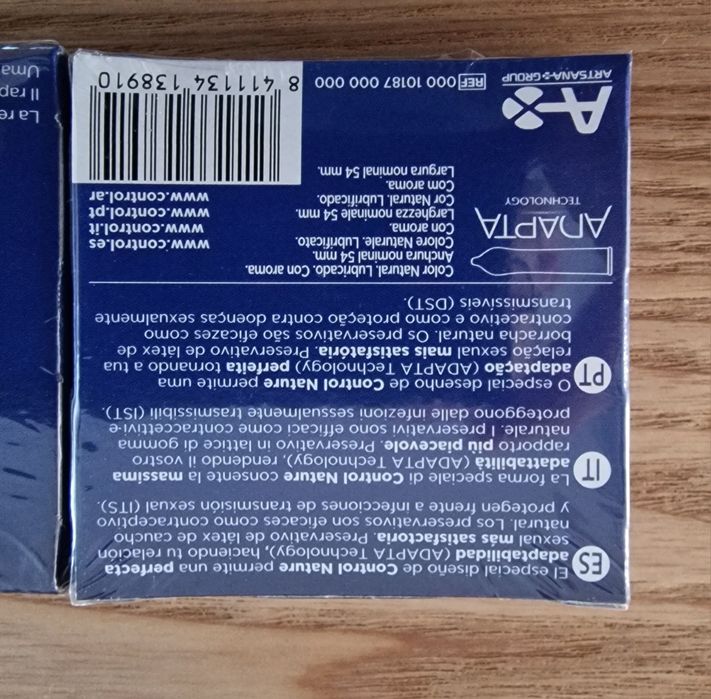 ES
El especial diseño de Control Nature permite una perfecta
adaptabilidad (ADAPTA Technology), haciendo tu relación
sexual más satisfactoria. Preservativo de látex de caucho
natural. Los preservativos son eficaces como contraceptivo
y protegen frente a infecciones de transmisión sexual (ITS).
IT
La forma speciale di Control Nature consente la massima
adattabilità (ADAPTA Technology), rendendo il vostro
rapporto più piacevole. Preservativo in lattice di gomma
naturale. I preservativi sono efficaci come contraccettivi e
proteggono dalle infezioni sessualmente trasmissibili (IST).
PT
O especial desenho de Control Nature permite uma
adaptação (ADAPTA Technology) perfeita tornando a tua
relação sexual mais satisfatória. Preservativo de látex de
borracha natural. Os preservativos são eficazes como
contracetivo e como proteção contra doenças sexualmente
transmissíveis (DST).
ADAPTA
TECHNOLOGY
Color Natural. Lubricado. Con aroma.
Anchura nominal 54 mm.
Colore Naturale. Lubrificato.
Con aroma.
Larghezza nominale 54 mm.
Cor Natural. Lubrificado.
Com aroma.
Largura nominal 54 mm.
www.control.es
www.control.it
www.control.pt
www.control.ar
ARTSANA GROUP
REF 000 10187 000 000
8 411134 138910
La re
Il rap
Uma